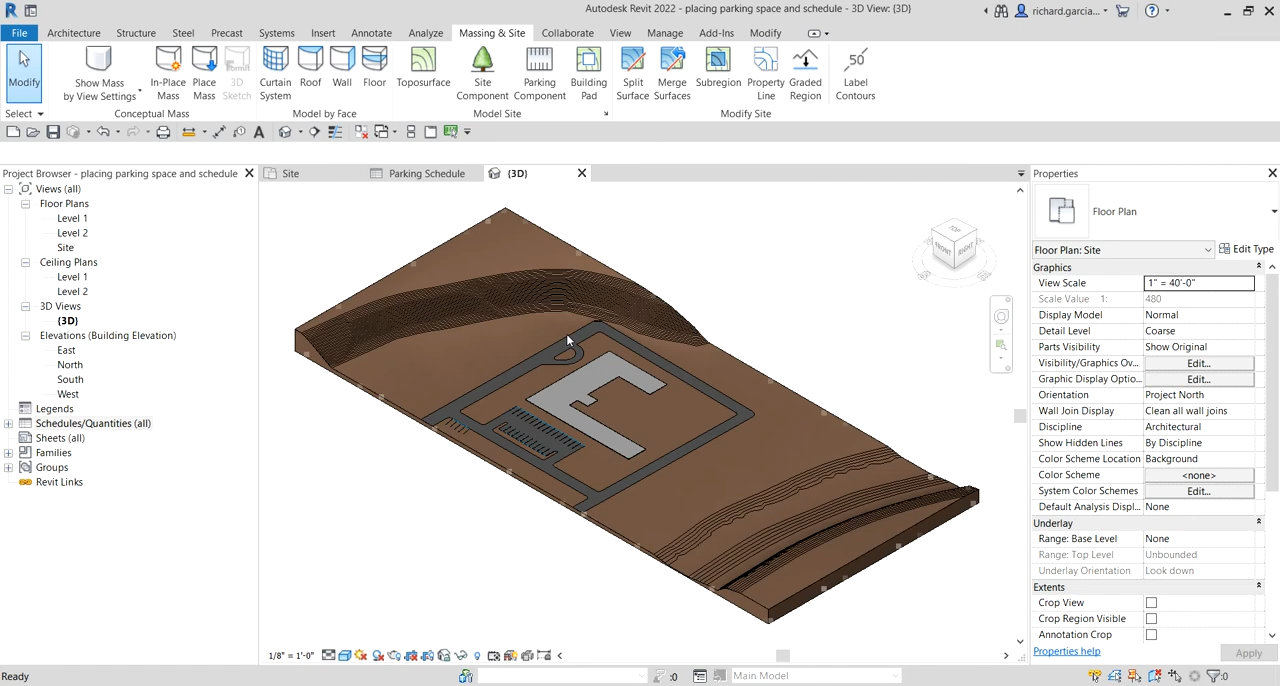 Autodesk Revit 2022 - placing parking space and schedule - 3D View: {3D}
richard.garcia...
File Architecture Structure Steel Precast Systems Insert Annotate Analyze Massing & Site Collaborate View Manage Add-Ins Modify
Modify
Show Mass
by View Settings
In-Place
Mass
Place
Mass
3D
Sketch
Curtain
System
Roof
Wall
Floor
Toposurface
Site
Component
Parking
Component
Building
Pad
Split
Surface
Merge
Surfaces
Subregion
Property
Line
Graded
Region
50
Label
Contours
Select
Conceptual Mass
Model by Face
Model Site
Modify Site
Project Browser - placing parking space and schedule
Views (all)
Floor Plans
Level 1
Level 2
Site
Ceiling Plans
Level 1
Level 2
3D Views
{3D}
Elevations (Building Elevation)
East
North
South
West
Legends
Schedules/Quantities (all)
Sheets (all)
Families
Groups
Revit Links
Site
Parking Schedule
{3D}
TOP
FRONT
RIGHT
Properties
Floor Plan
Floor Plan: Site
Edit Type
Graphics
View Scale 1" = 40'-0"
Scale Value 1: 480
Display Model Normal
Detail Level Coarse
Parts Visibility Show Original
Visibility/Graphics Ov... Edit...
Graphic Display Optio... Edit...
Orientation Project North
Wall Join Display Clean all wall joins
Discipline Architectural
Show Hidden Lines By Discipline
Color Scheme Location Background
Color Scheme <none>
System Color Schemes Edit...
Default Analysis Displ... None
Underlay
Range: Base Level None
Range: Top Level Unbounded
Underlay Orientation Look down
Extents
Crop View
Crop Region Visible
Annotation Crop
Properties help
Apply
1/8" = 1'-0"
Ready
:0
Main Model
:0